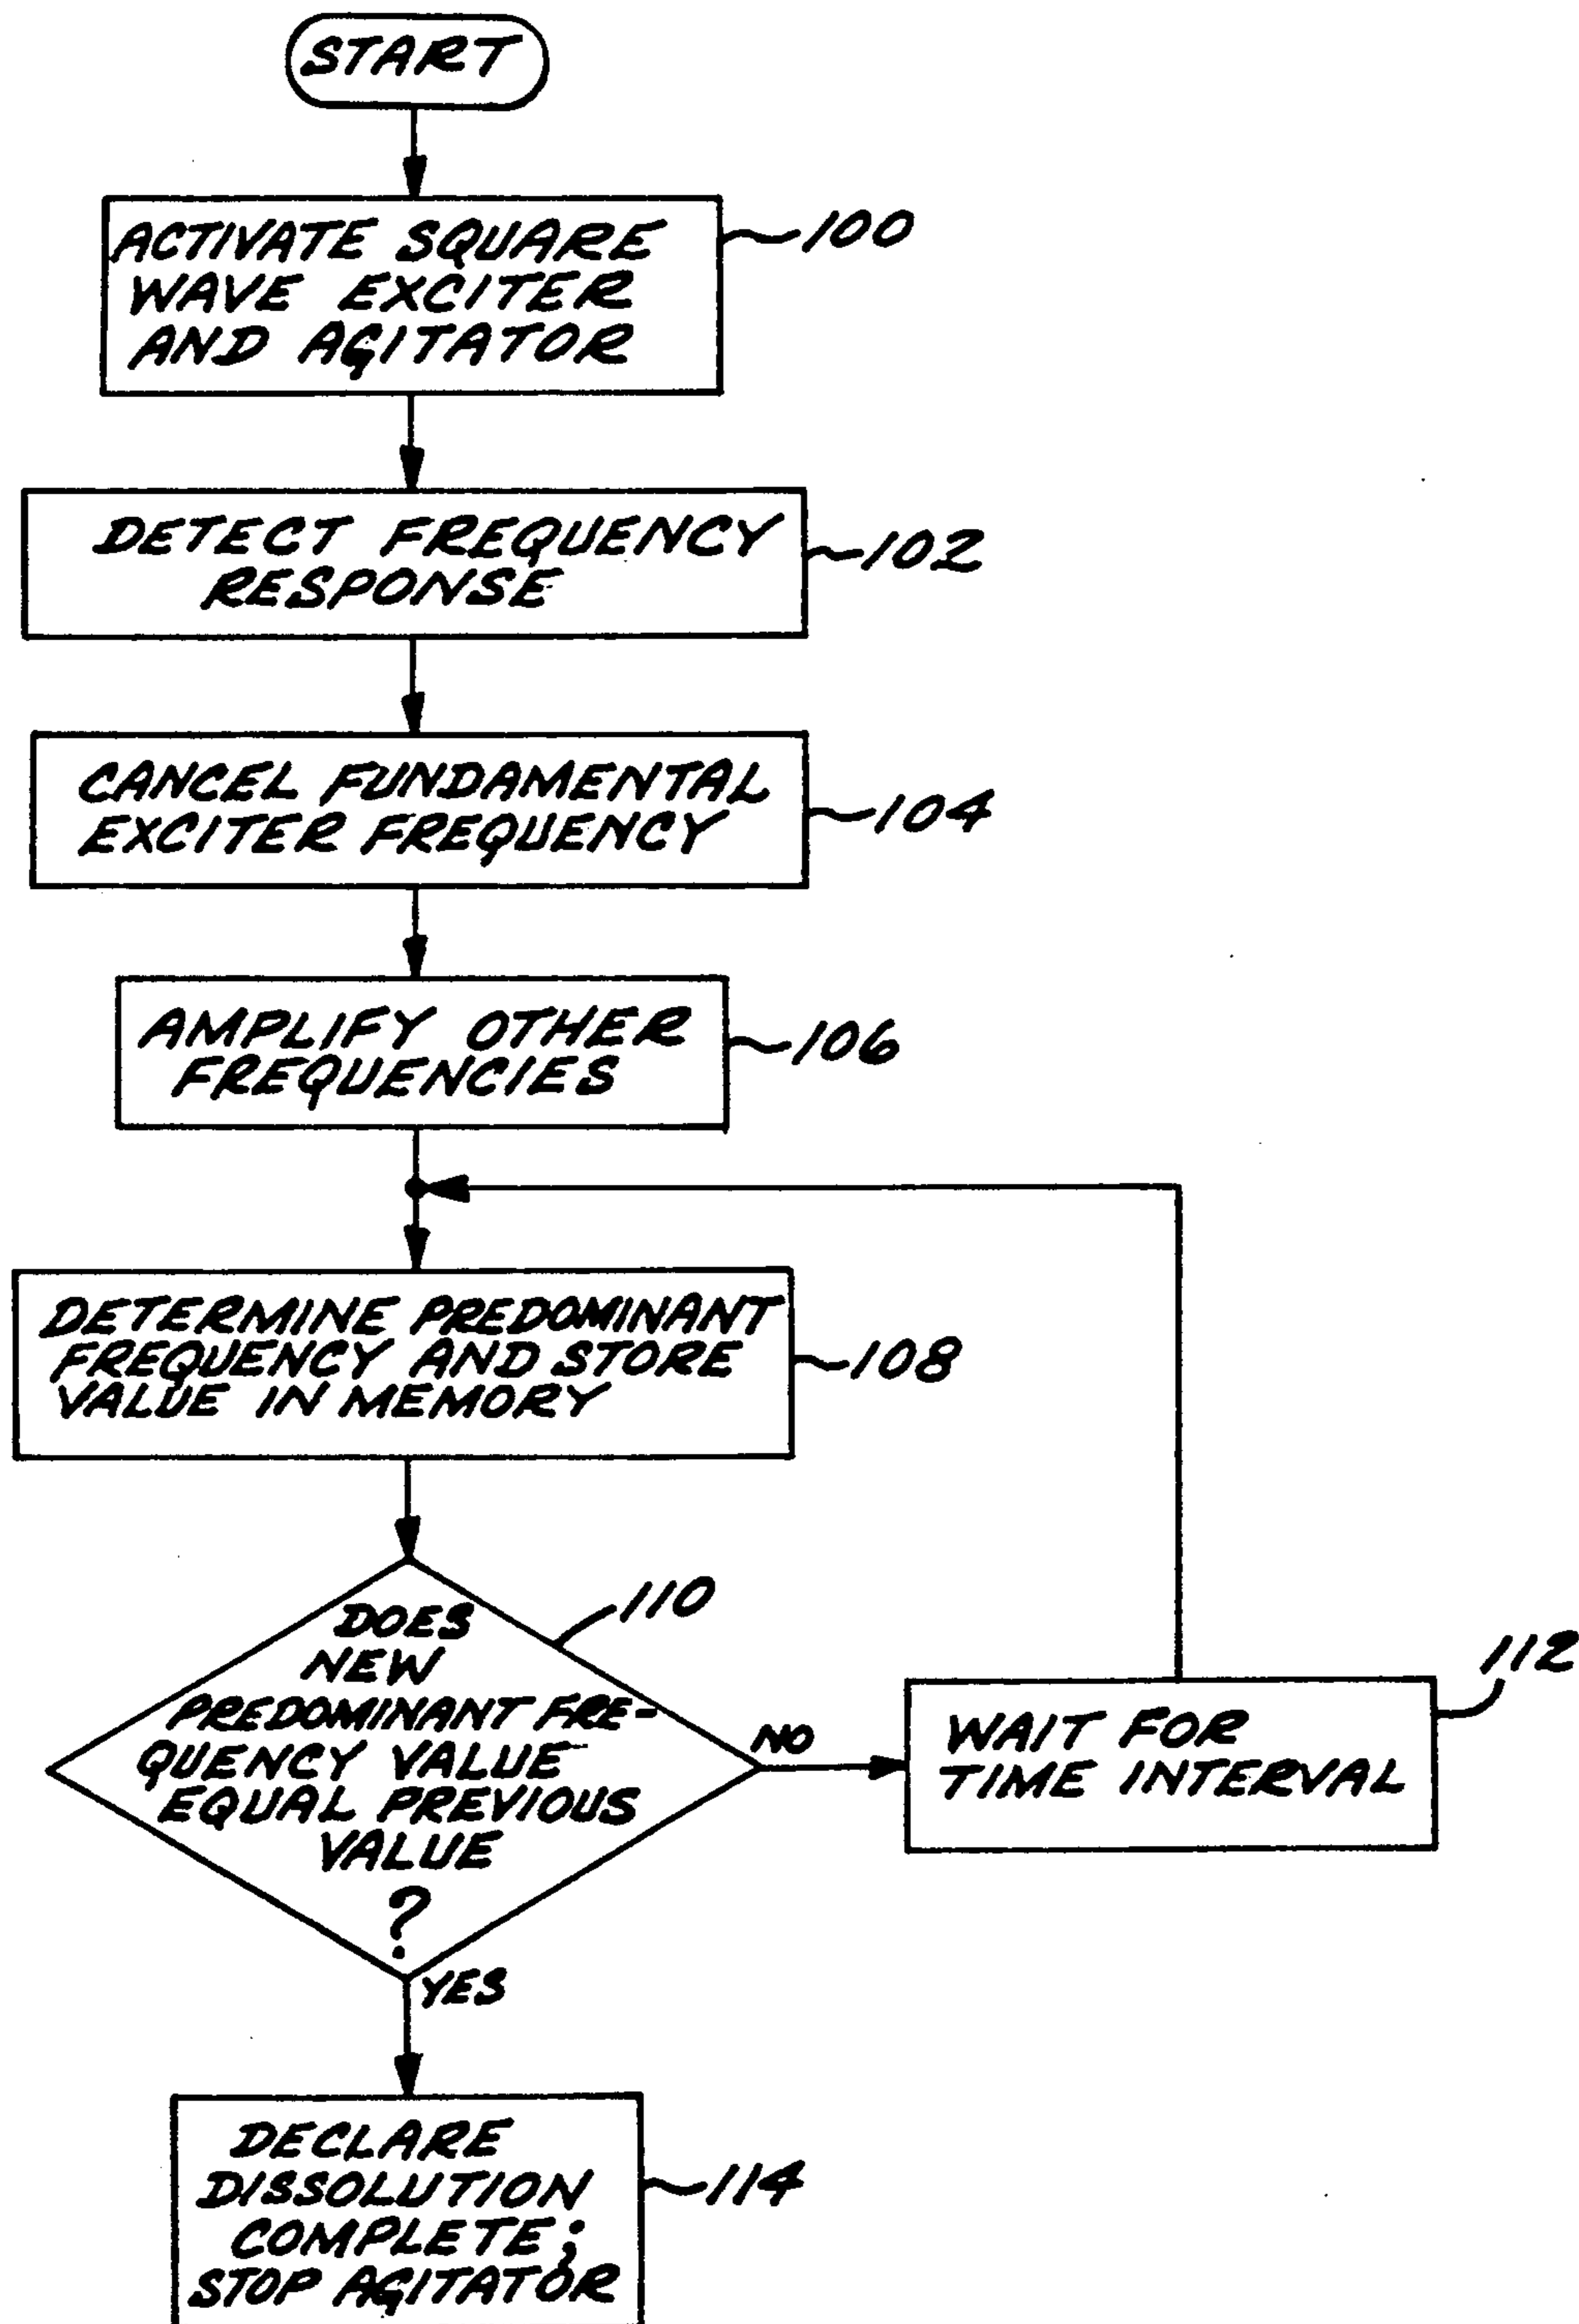 START
ACTIVATE SQUARE
WAVE EXCITER
AND AGITATOR
100
DETECT FREQUENCY
RESPONSE
102
CANCEL FUNDAMENTAL
EXCITER FREQUENCY
104
AMPLIFY OTHER
FREQUENCIES
106
DETERMINE PREDOMINANT
FREQUENCY AND STORE
VALUE IN MEMORY
108
DOES
NEW
PREDOMINANT FRE-
QUENCY VALUE
EQUAL PREVIOUS
VALUE
?
110
NO
WAIT FOR
TIME INTERVAL
112
YES
DECLARE
DISSOLUTION
COMPLETE;
STOP AGITATOR
114